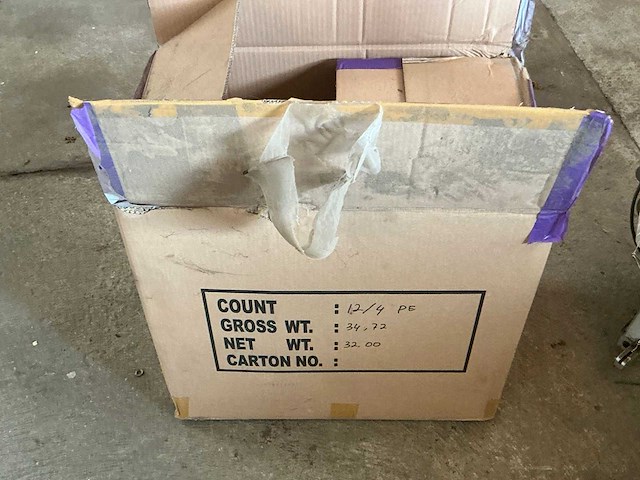 COUNT : 12/4 PE
GROSS WT. : 34,72
NET WT. : 32.00
CARTON NO. :